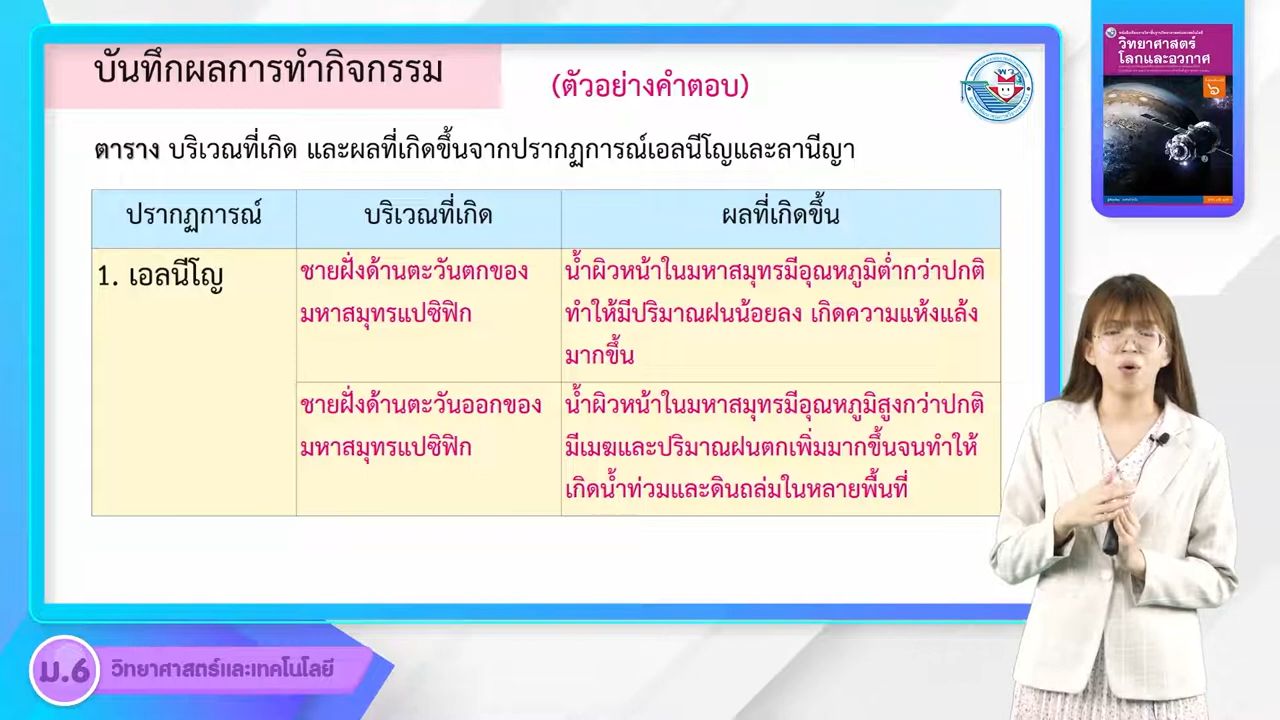 บันทึกผลการทำกิจกรรม
(ตัวอย่างคำตอบ)
ตาราง บริเวณที่เกิด และผลที่เกิดขึ้นจากปรากฏการณ์เอลนีโญและลานีญา
ปรากฏการณ์
บริเวณที่เกิด
ผลที่เกิดขึ้น
1. เอลนีโญ
ชายฝั่งด้านตะวันตกของ
มหาสมุทรแปซิฟิก
น้ำผิวหน้าในมหาสมุทรมีอุณหภูมิต่ำกว่าปกติ
ทำให้มีปริมาณฝนน้อยลง เกิดความแห้งแล้ง
มากขึ้น
ชายฝั่งด้านตะวันออกของ
มหาสมุทรแปซิฟิก
น้ำผิวหน้าในมหาสมุทรมีอุณหภูมิสูงกว่าปกติ
มีเมฆและปริมาณฝนตกเพิ่มมากขึ้นจนทำให้
เกิดน้ำท่วมและดินถล่มในหลายพื้นที่
วิทยาศาสตร์
โลกและอวกาศ
๖
ม.6
วิทยาศาสตร์และเทคโนโลยี